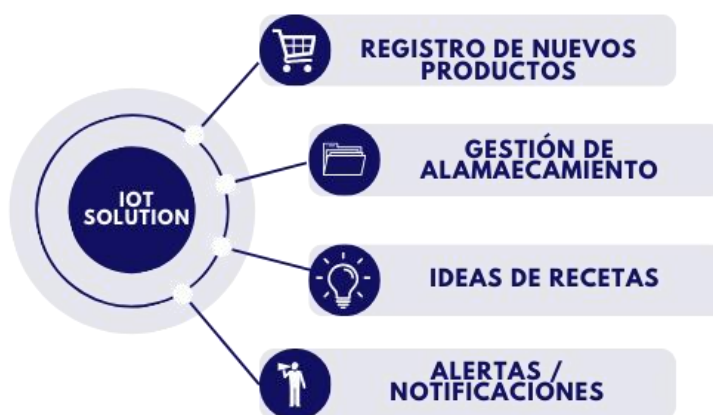 REGISTRO DE NUEVOS
PRODUCTOS
GESTIÓN DE
ALAMAECAMIENTO
IOT
SOLUTION
IDEAS DE RECETAS
ALERTAS /
NOTIFICACIONES